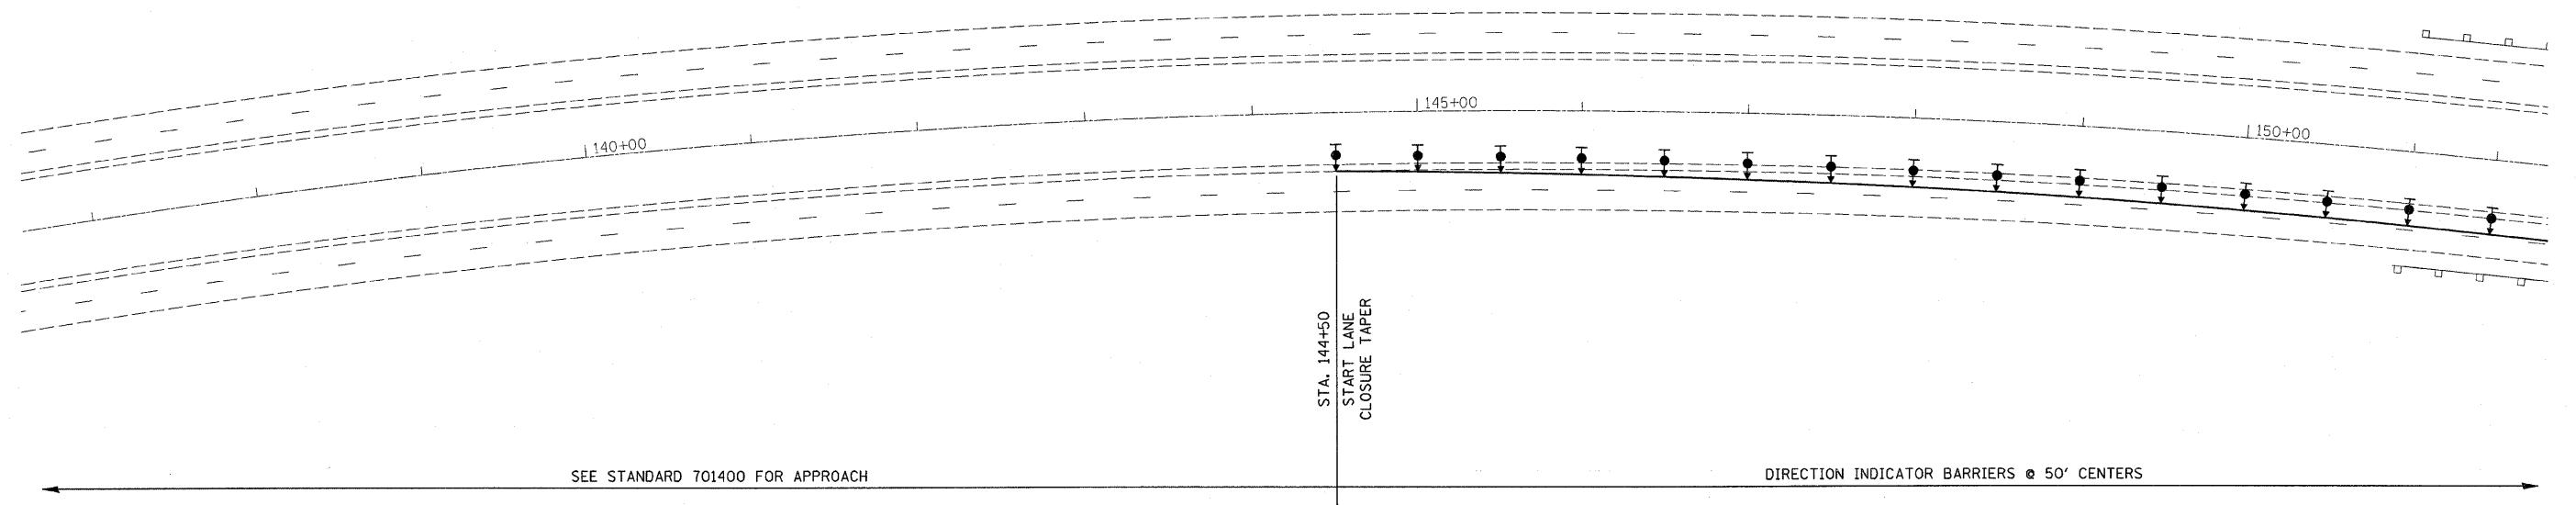 145+00
150+00
140+00
STA. 144+50
START LANE
CLOSURE TAPER
SEE STANDARD 701400 FOR APPROACH
DIRECTION INDICATOR BARRIERS @ 50' CENTERS